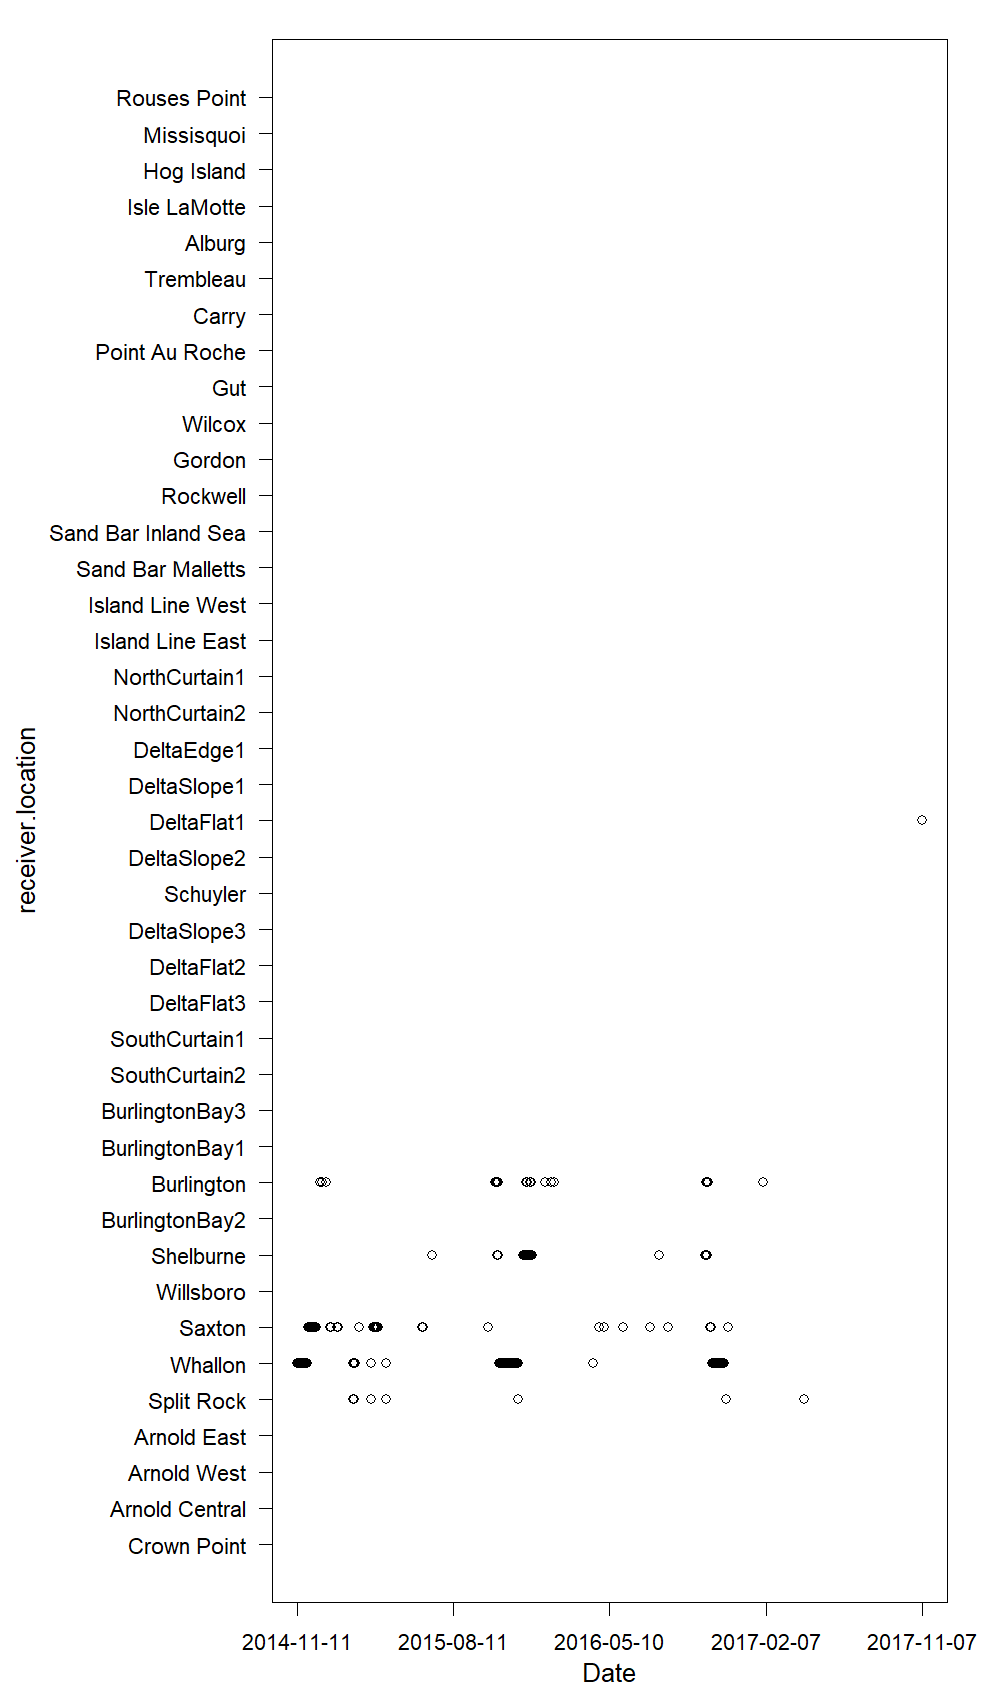 Rouses Point
Missisquoi
Hog Island
Isle LaMotte
Alburg
Trembleau
Carry
Point Au Roche
Gut
Wilcox
Gordon
Rockwell
Sand Bar Inland Sea
Sand Bar Malletts
Island Line West
Island Line East
NorthCurtain1
NorthCurtain2
DeltaEdge1
DeltaSlope1
DeltaFlat1
DeltaSlope2
Schuyler
DeltaSlope3
DeltaFlat2
DeltaFlat3
SouthCurtain1
SouthCurtain2
BurlingtonBay3
BurlingtonBay1
Burlington
BurlingtonBay2
Shelburne
Willsboro
Saxton
Whallon
Split Rock
Arnold East
Arnold West
Arnold Central
Crown Point
receiver.location
2014-11-11 2015-08-11 2016-05-10 2017-02-07 2017-11-07
Date